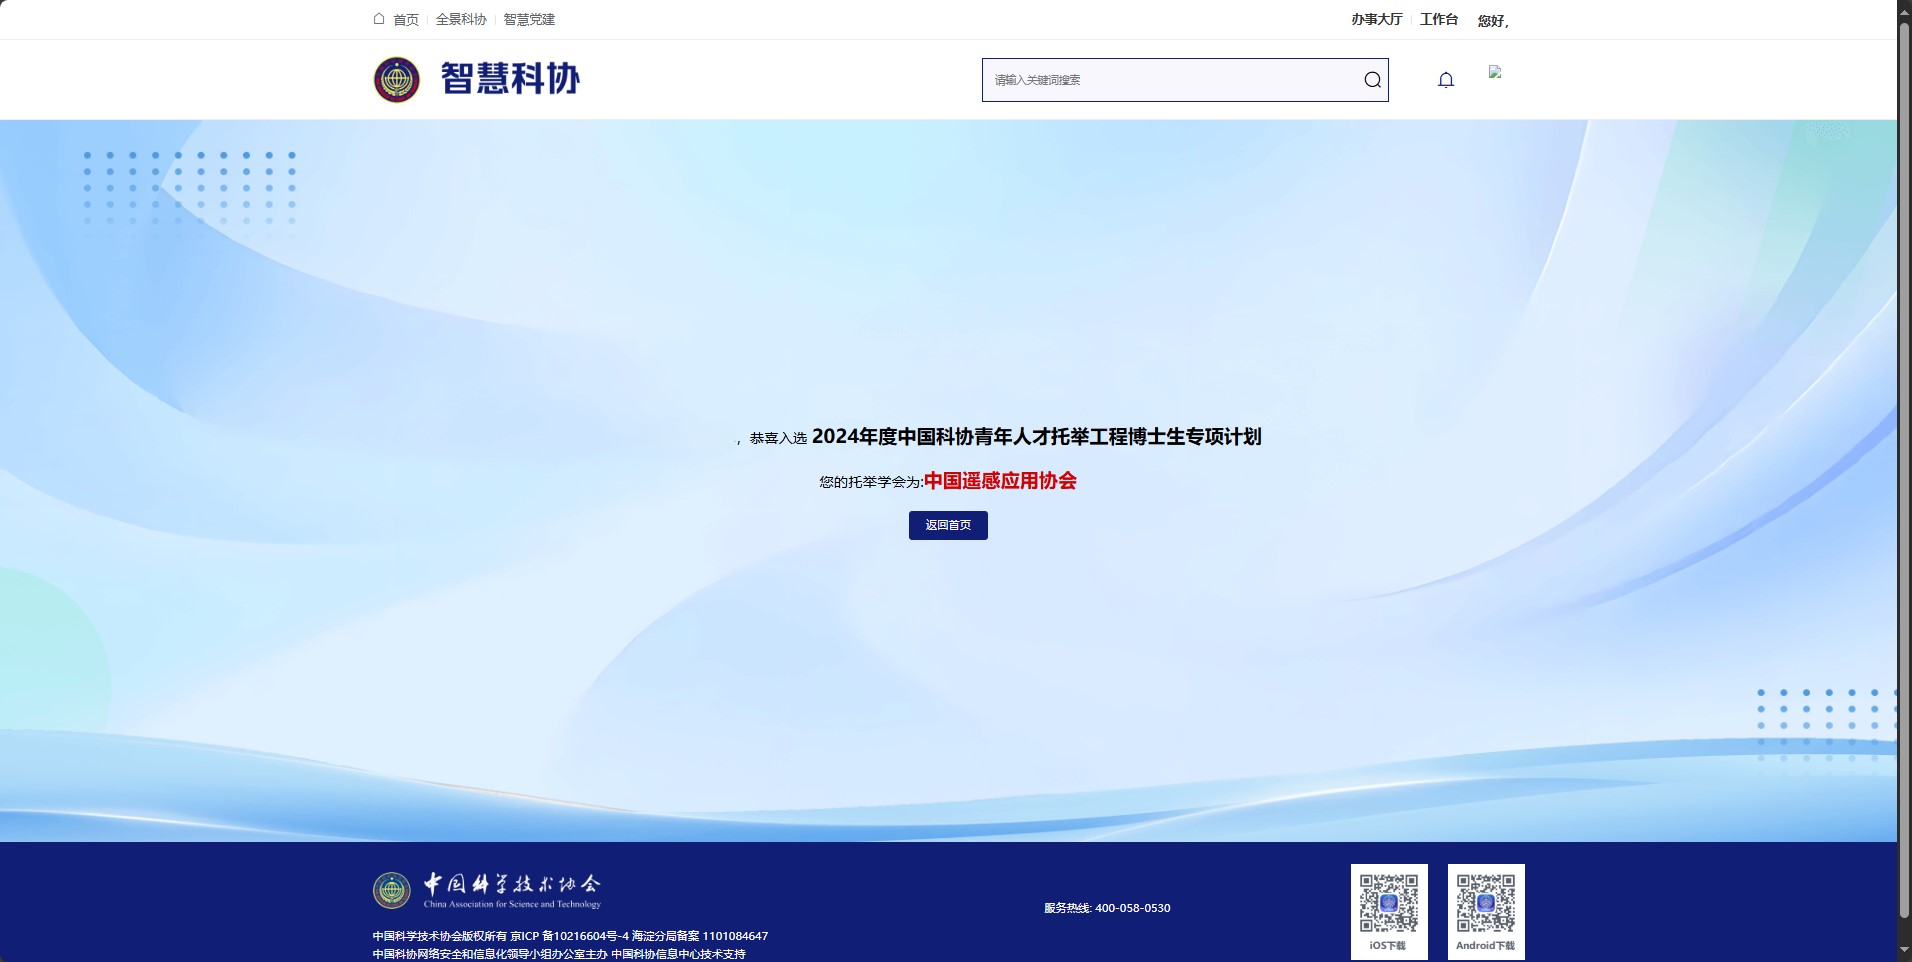 首页 全景科协 智慧党建 办事大厅 工作台 您好,
智慧科协 请输入关键词搜索
，恭喜入选 2024年度中国科协青年人才托举工程博士生专项计划
您的托举学会为:中国遥感应用协会
返回首页
中国科学技术协会
China Association for Science and Technology
服务热线: 400-058-0530
中国科学技术协会版权所有 京ICP 备10216604号-4 海淀分局备案 1101084647
中国科协网络安全和信息化领导小组办公室主办 中国科协信息中心技术支持
iOS下载 Android下载